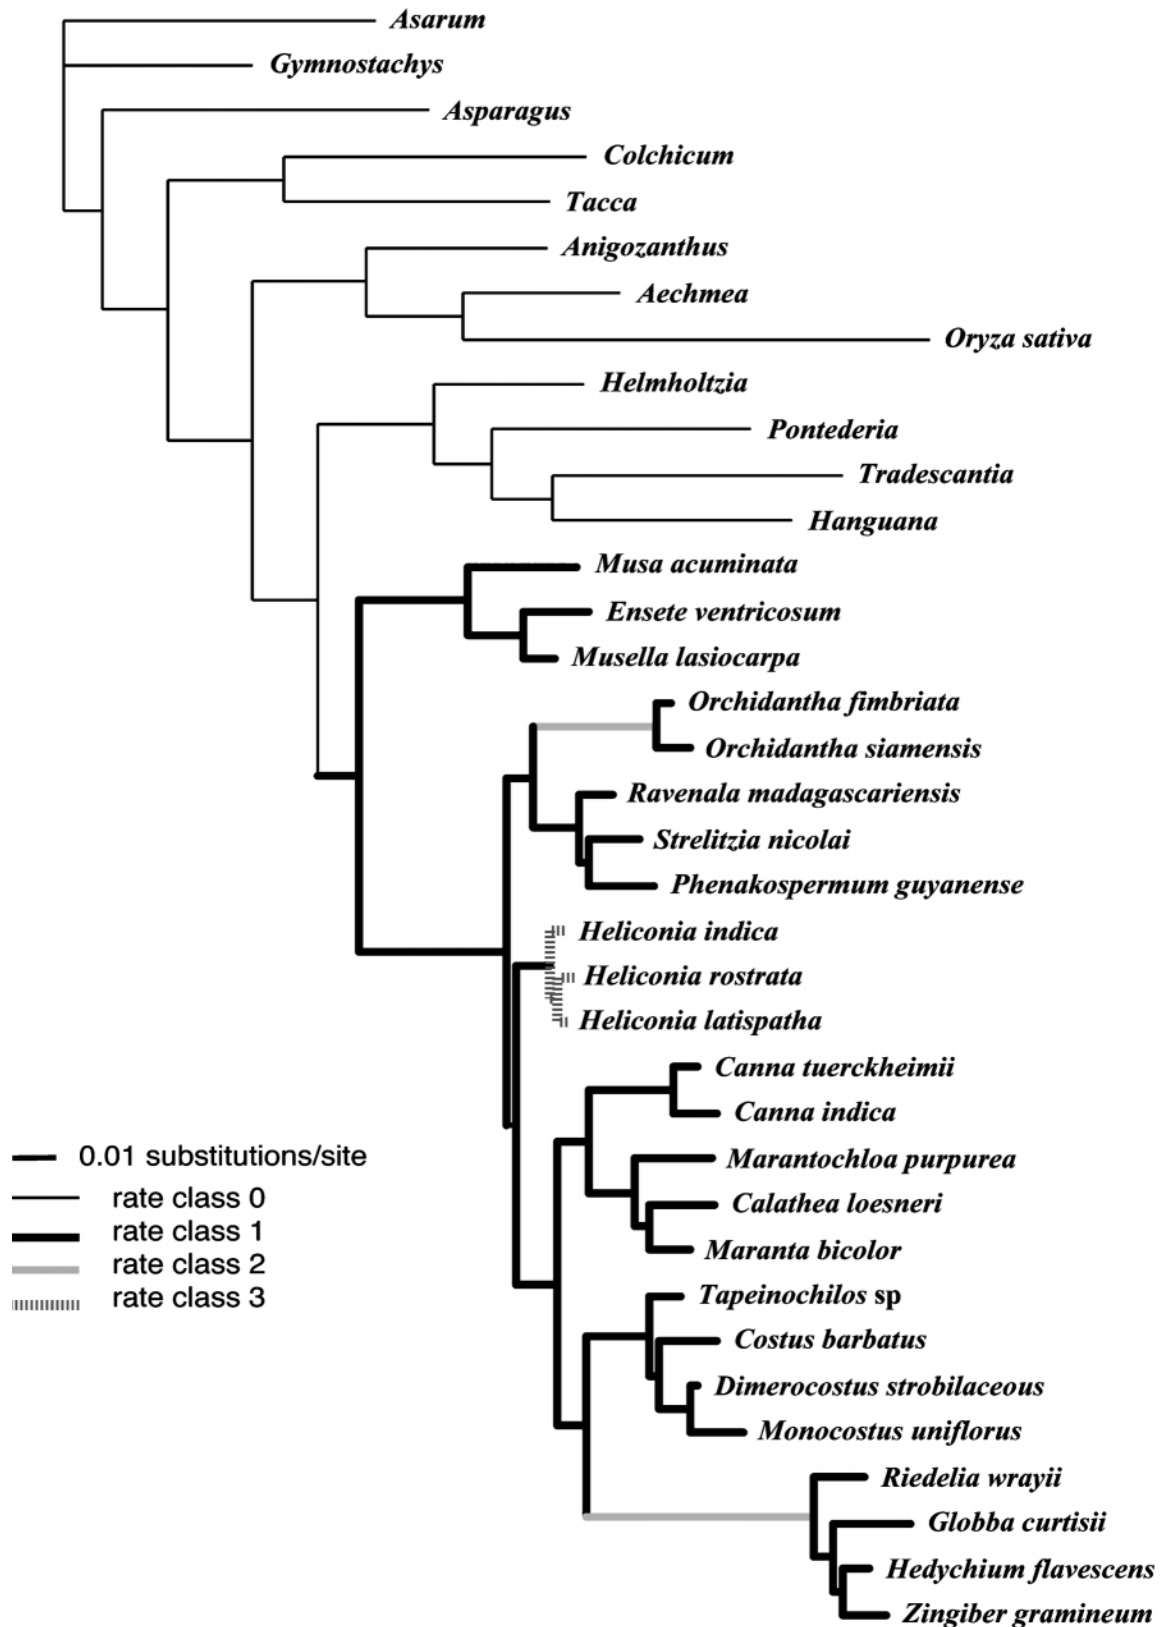 Asarum
Gymnostachys
Asparagus
Colchicum
Tacca
Anigozanthus
Aechmea
Oryza sativa
Helmholtzia
Pontederia
Tradescantia
Hanguana
Musa acuminata
Ensete ventricosum
Musella lasiocarpa
Orchidantha fimbriata
Orchidantha siamensis
Ravenala madagascariensis
Strelitzia nicolai
Phenakospermum guyanense
Heliconia indica
Heliconia rostrata
Heliconia latispatha
Canna tuerckheimii
Canna indica
Marantochloa purpurea
Calathea loesneri
Maranta bicolor
Tapeinochilos sp
Costus barbatus
Dimerocostus strobilaceous
Monocostus uniflorus
Riedelia wrayii
Globba curtisii
Hedychium flavescens
Zingiber gramineum
0.01 substitutions/site
rate class 0
rate class 1
rate class 2
rate class 3